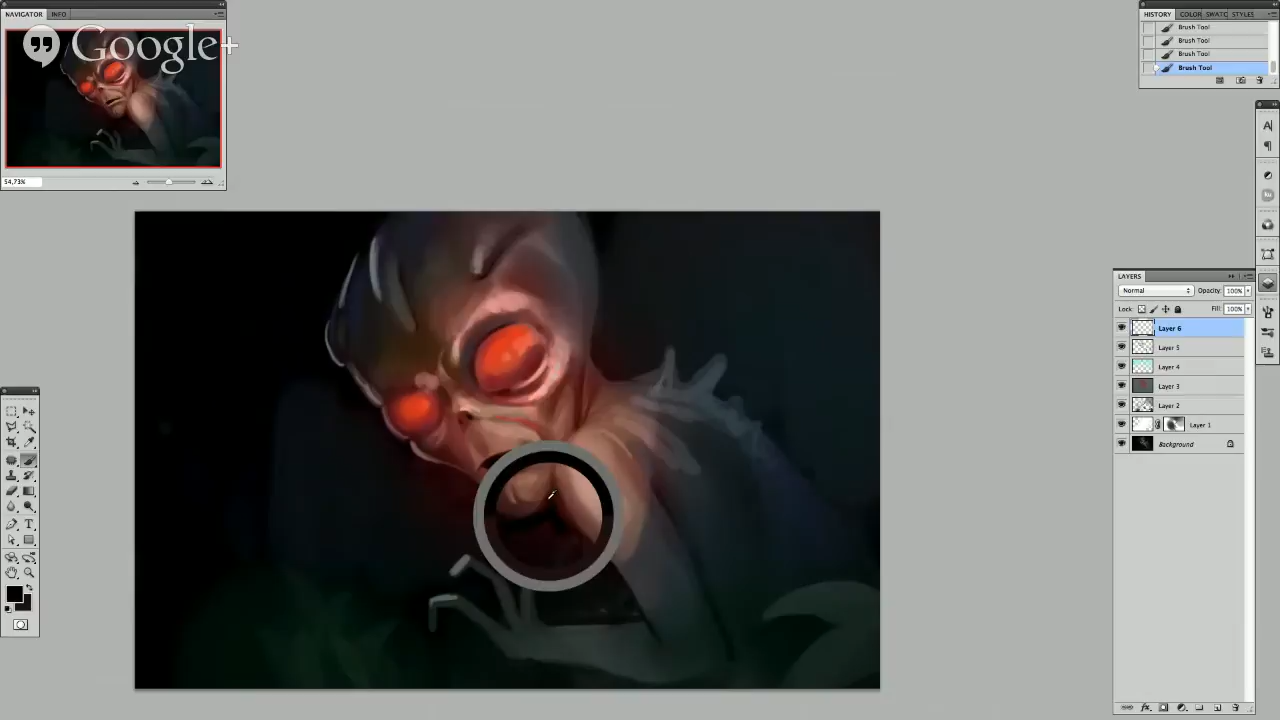 NAVIGATOR INFO
Google+
54,73%
HISTORY COLOR SWATC STYLES
Brush Tool
Brush Tool
Brush Tool
Brush Tool
A
LAYERS
Normal Opacity: 100%
Lock: Fill: 100%
Layer 6
Layer 5
Layer 4
Layer 3
Layer 2
Layer 1
Background
T
fx